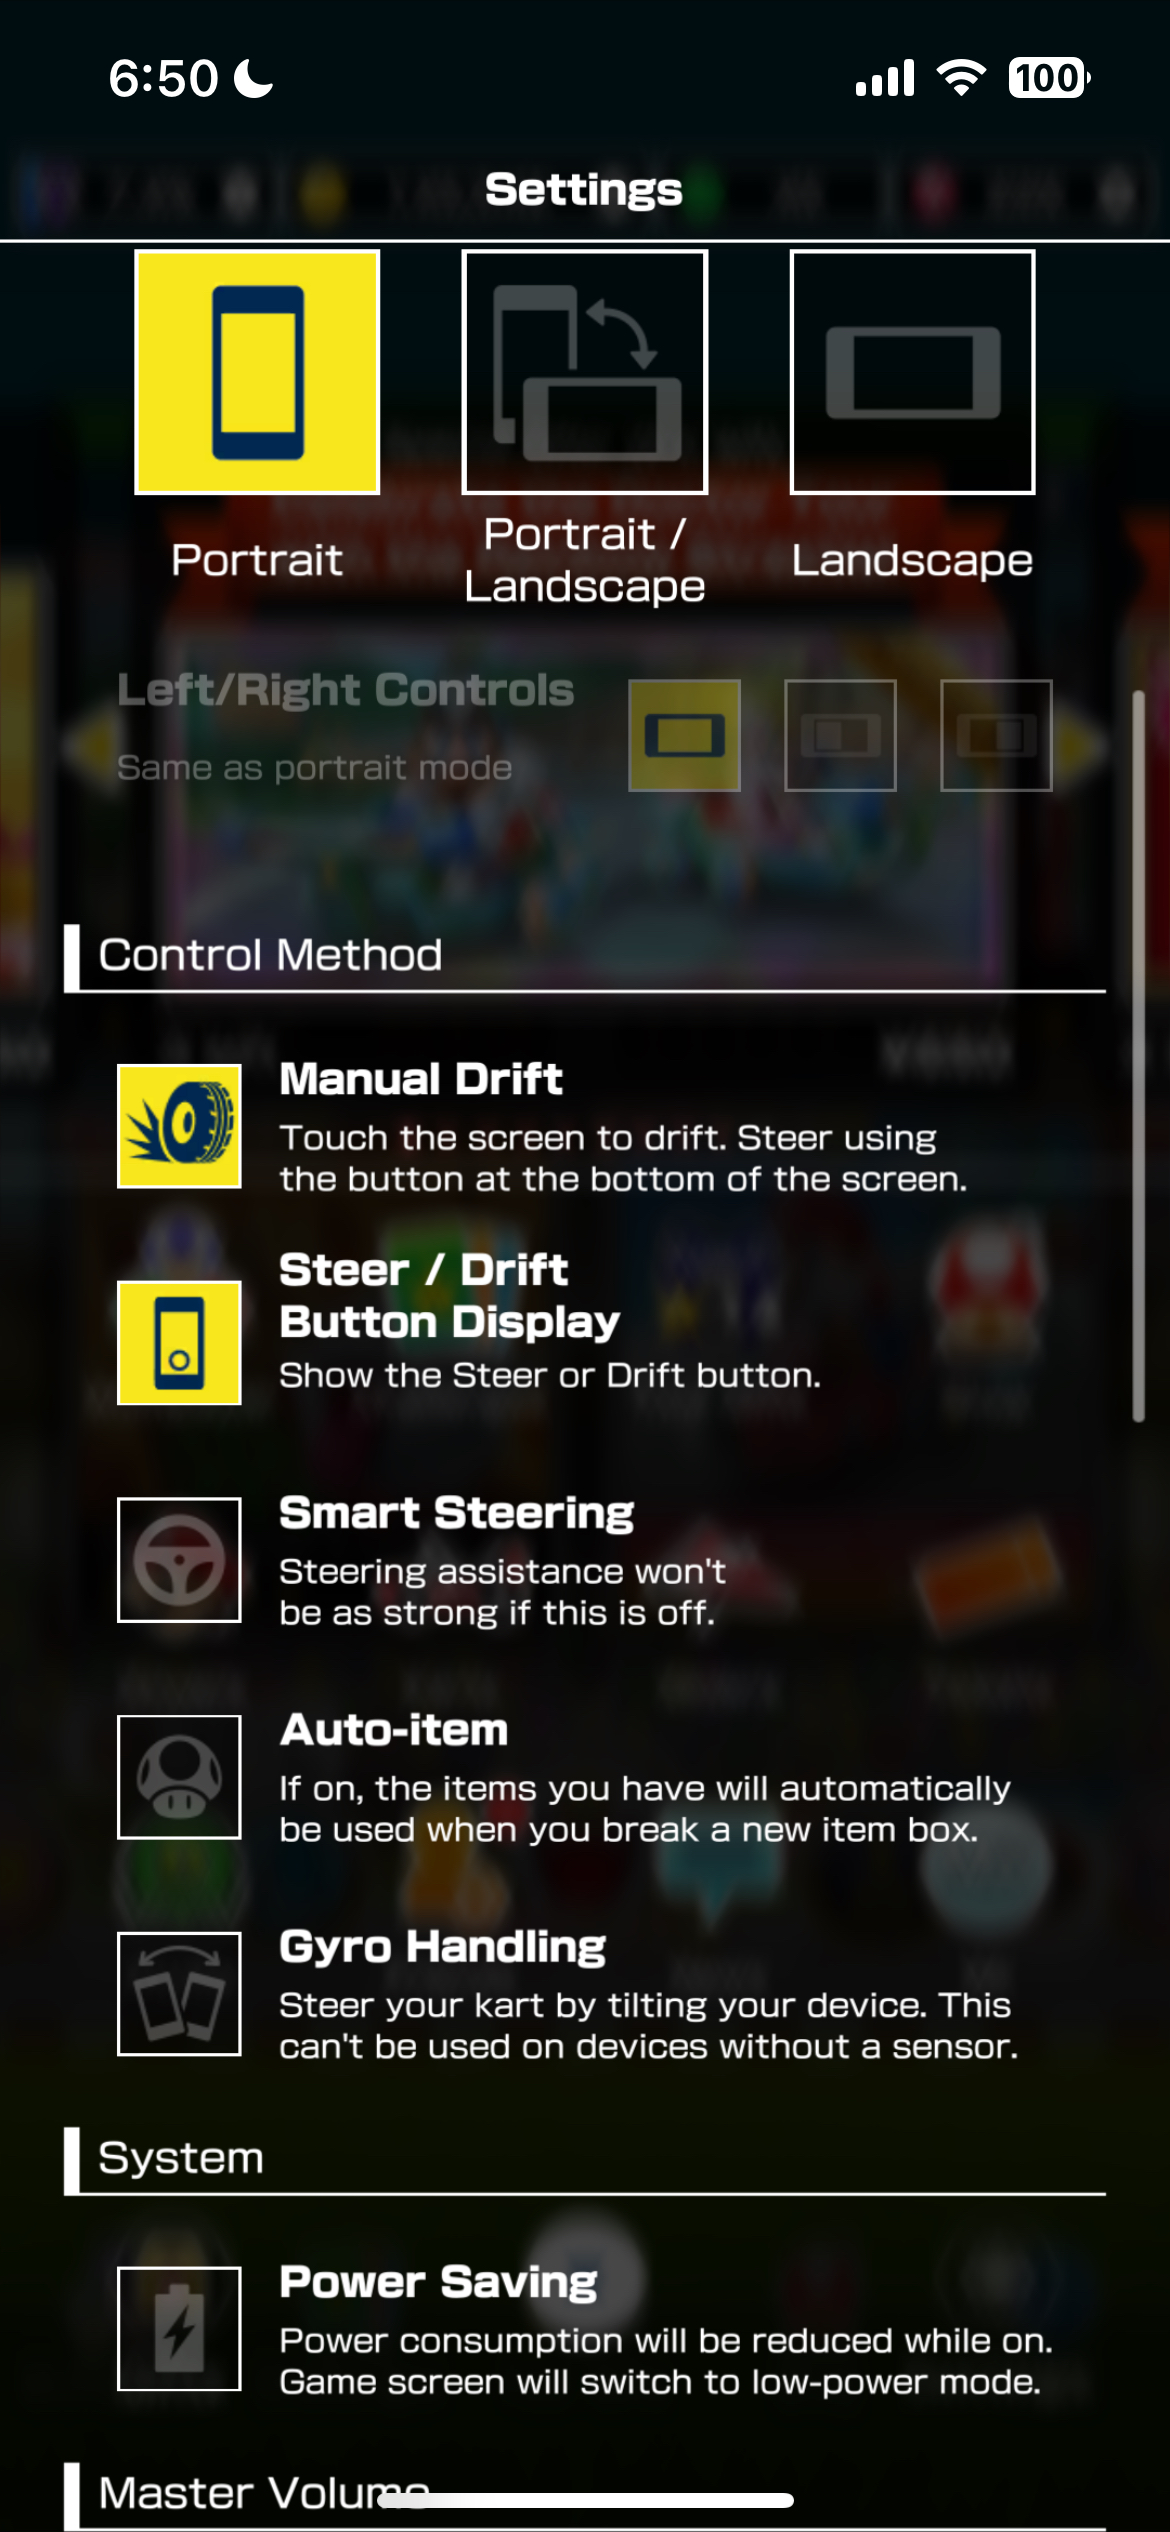 6:50
100
Settings
Portrait
Portrait /
Landscape
Landscape
Left/Right Controls
Same as portrait mode
Control Method
Manual Drift
Touch the screen to drift. Steer using
the button at the bottom of the screen.
Steer / Drift
Button Display
Show the Steer or Drift button.
Smart Steering
Steering assistance won't
be as strong if this is off.
Auto-item
If on, the items you have will automatically
be used when you break a new item box.
Gyro Handling
Steer your kart by tilting your device. This
can't be used on devices without a sensor.
System
Power Saving
Power consumption will be reduced while on.
Game screen will switch to low-power mode.
Master Volume